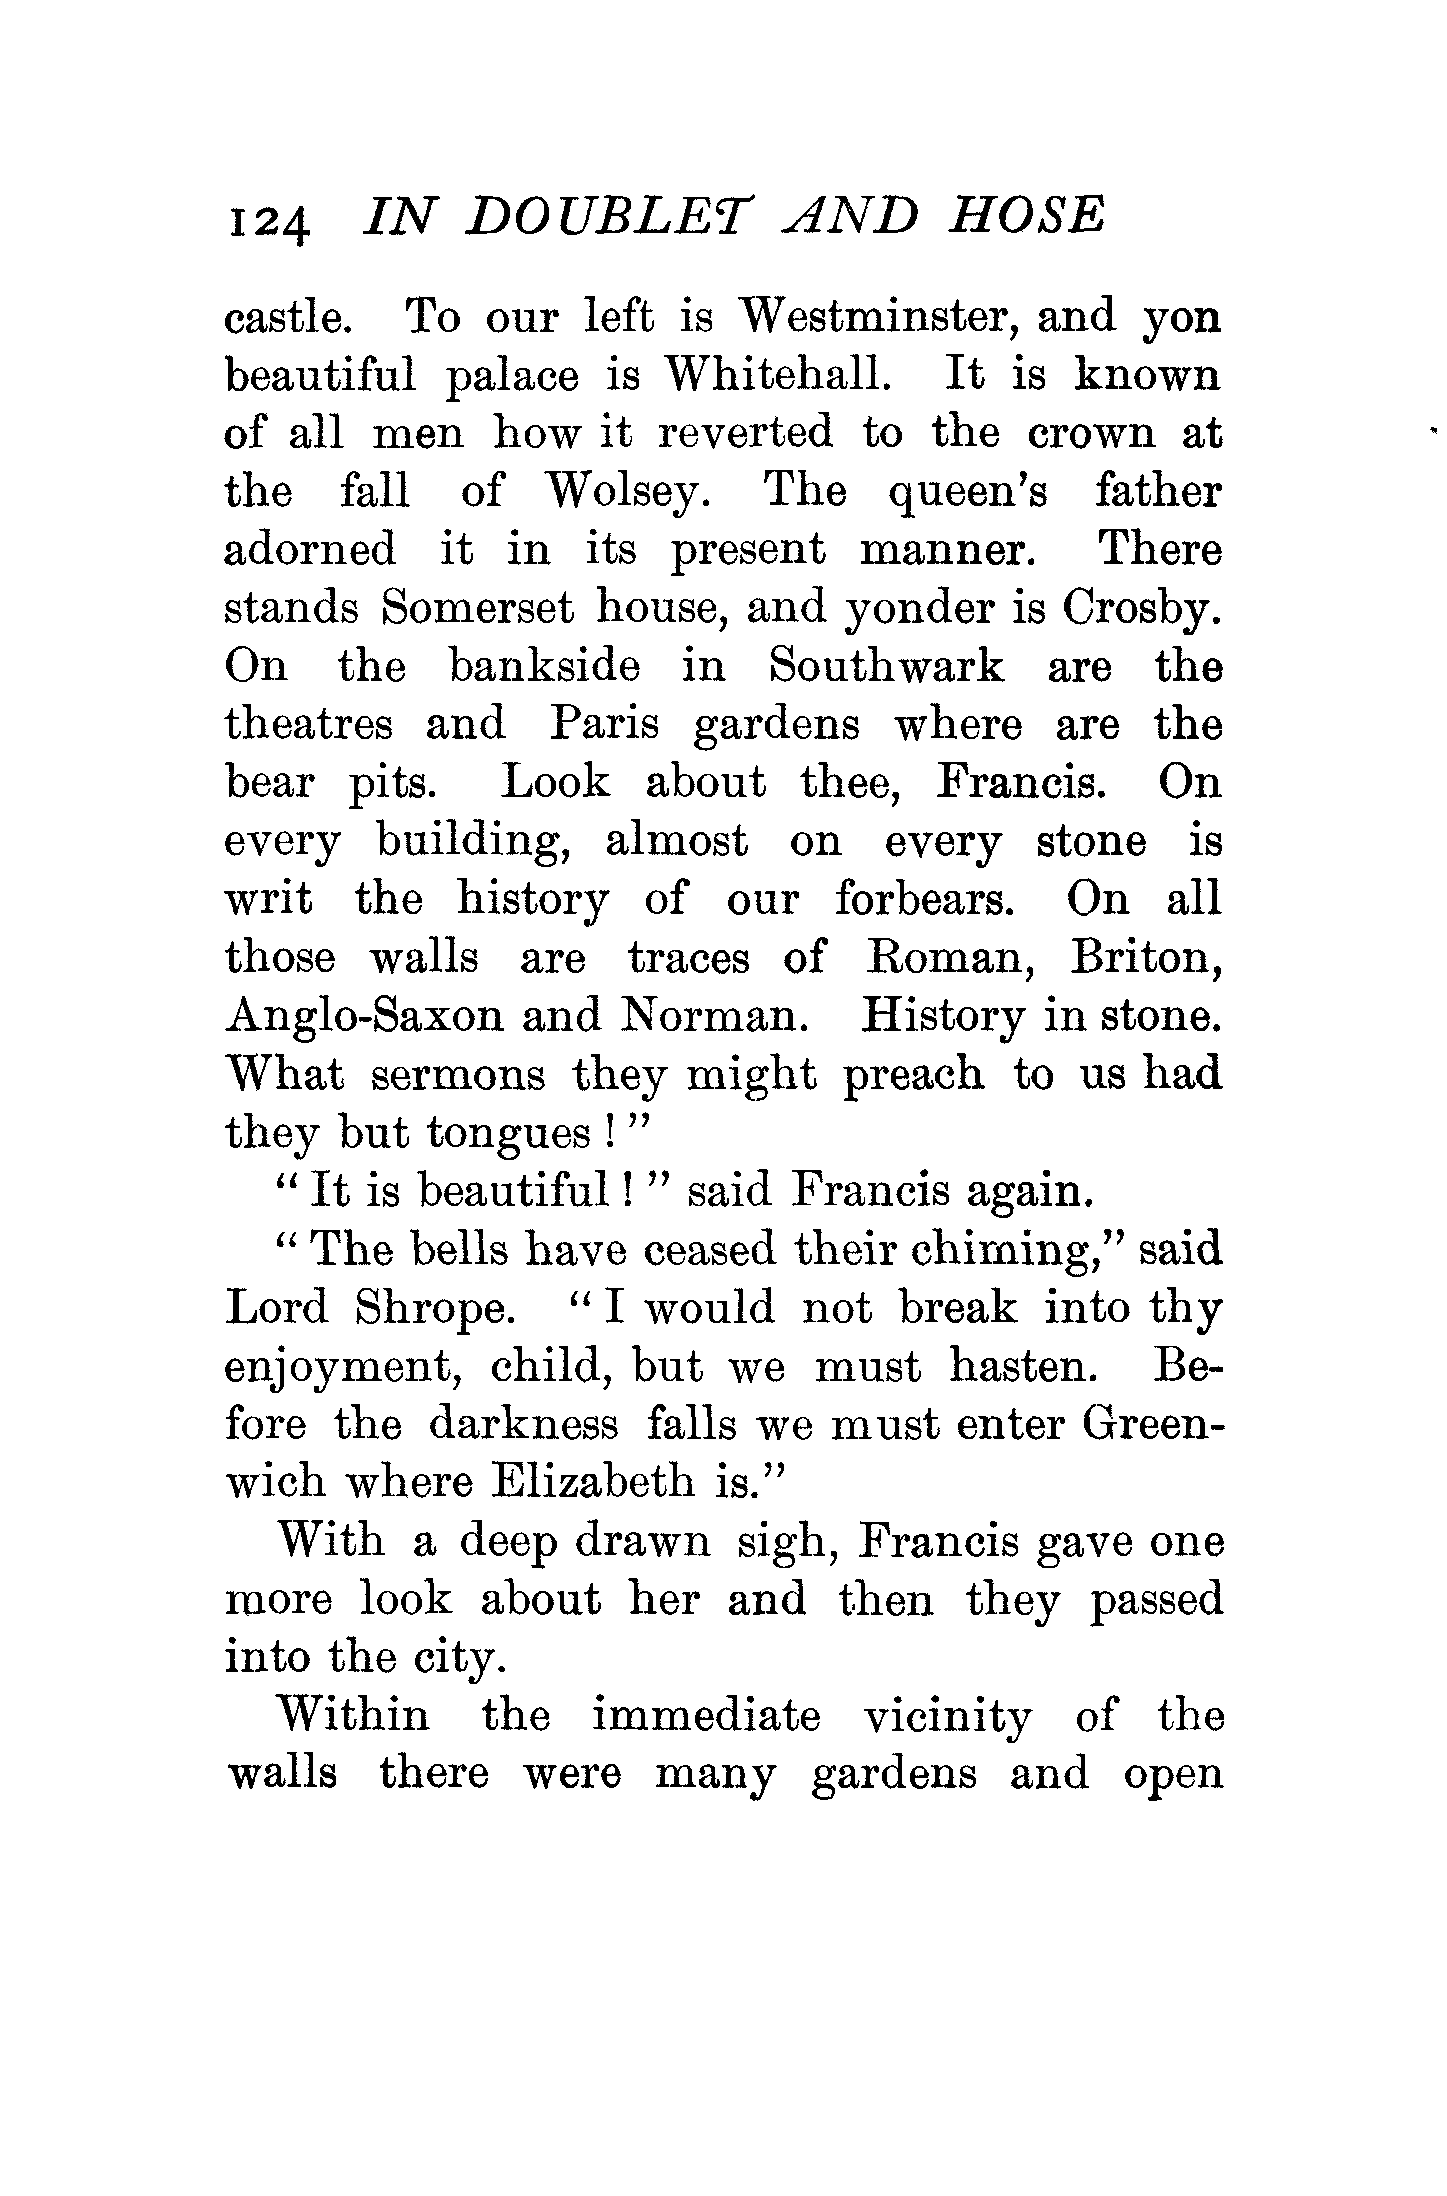 124 IN DOUBLET AND HOSE
castle. To our left is Westminster, and yon
beautiful palace is Whitehall. It is known
of all men how it reverted to the crown at
the fall of Wolsey. The queen's father
adorned it in its present manner. There
stands Somerset house, and yonder is Crosby.
On the bankside in Southwark are the
theatres and Paris gardens where are the
bear pits. Look about thee, Francis. On
every building, almost on every stone is
writ the history of our forbears. On all
those walls are traces of Roman, Briton,
Anglo-Saxon and Norman. History in stone.
What sermons they might preach to us had
they but tongues!"
"It is beautiful!" said Francis again.
"The bells have ceased their chiming," said
Lord Shrope. "I would not break into thy
enjoyment, child, but we must hasten. Be-
fore the darkness falls we must enter Green-
wich where Elizabeth is."
With a deep drawn sigh, Francis gave one
more look about her and then they passed
into the city.
Within the immediate vicinity of the
walls there were many gardens and open